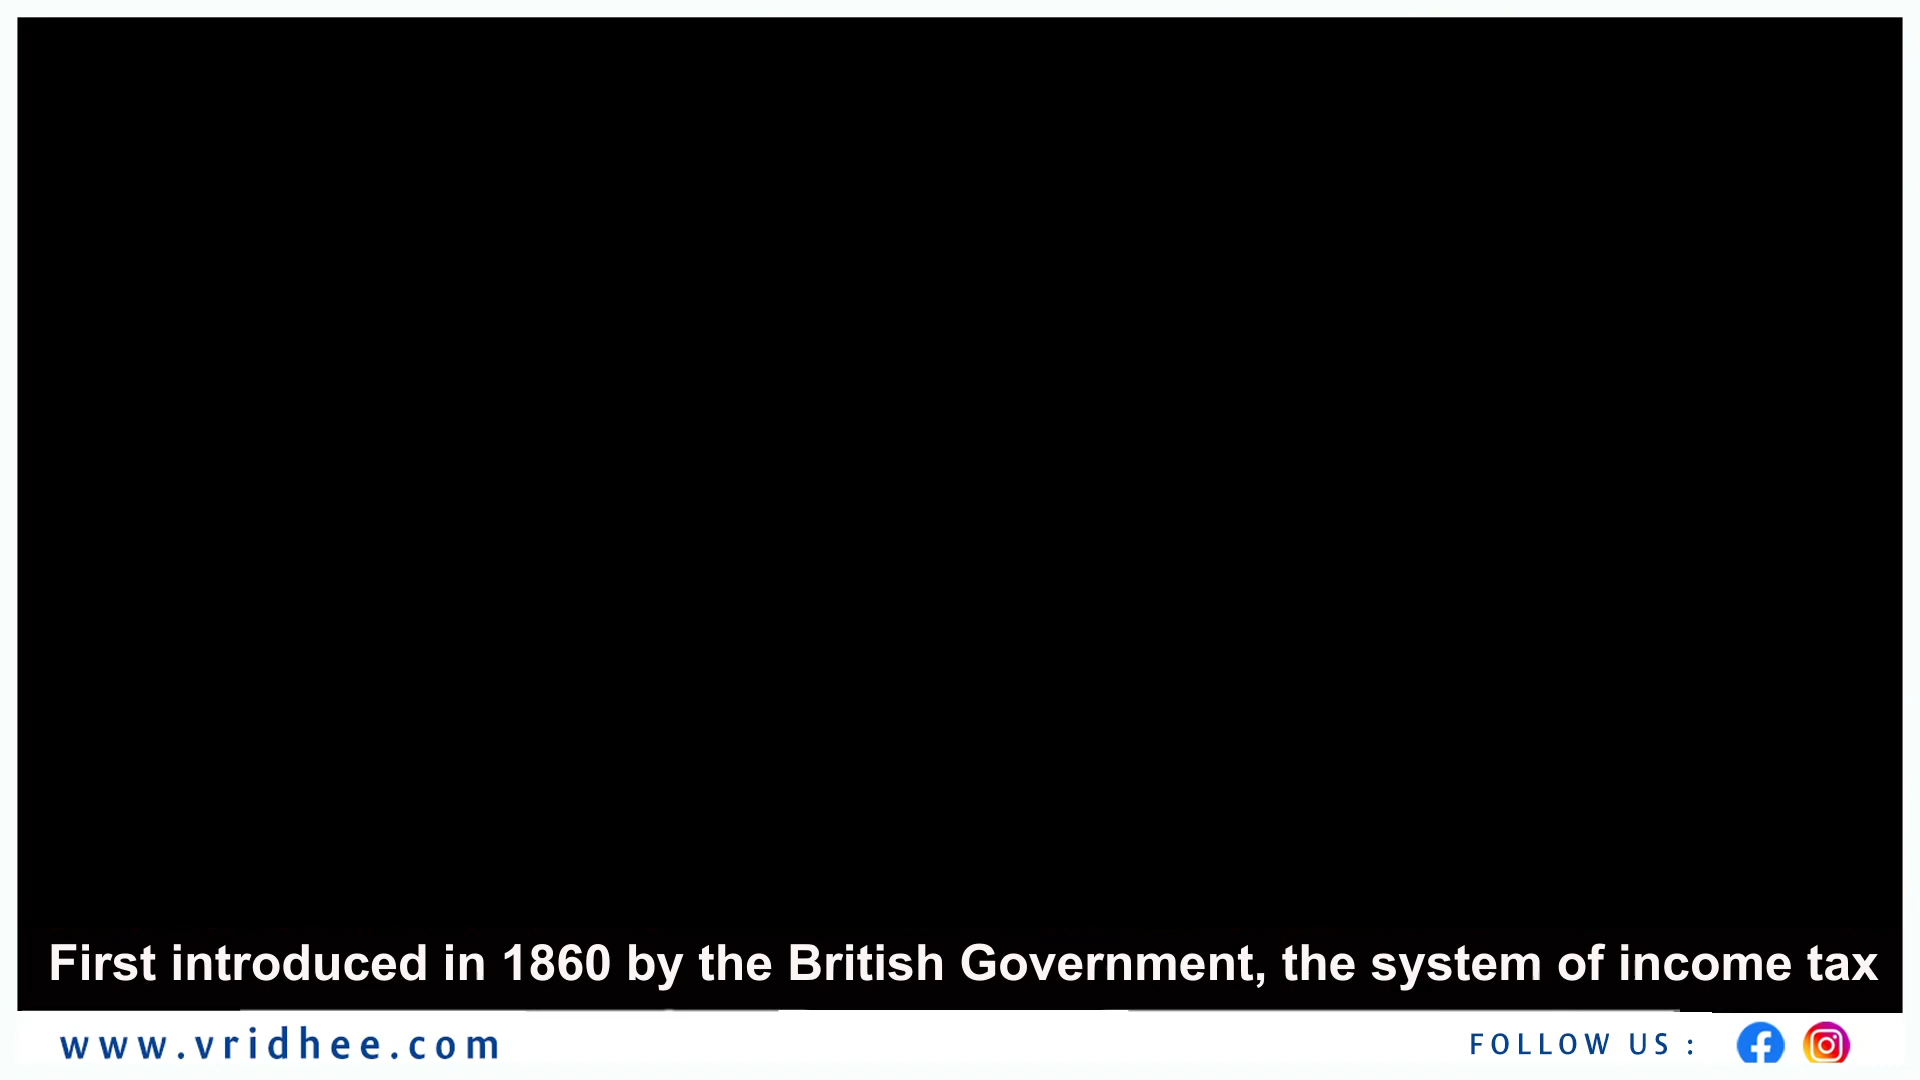 First introduced in 1860 by the British Government, the system of income tax
www.vridhee.com
FOLLOW US :